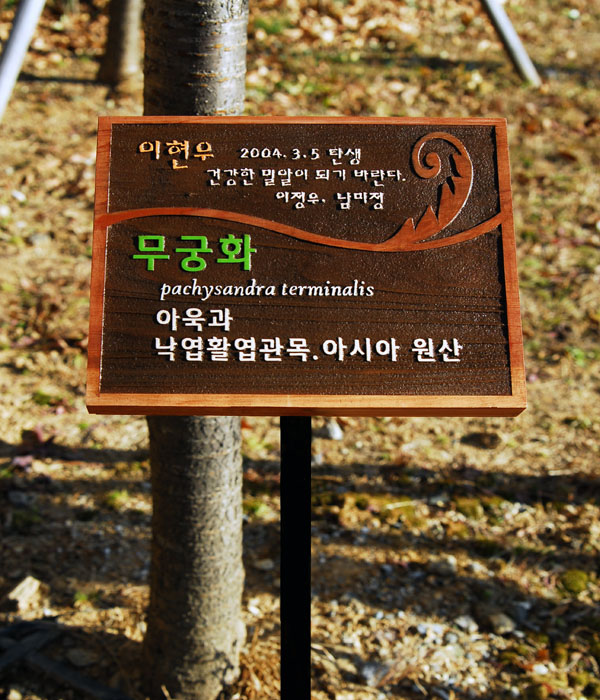 이현우 2004.3.5 탄생
건강한 밀알이 되기 바란다.
이정우, 남미정
무궁화
pachysandra terminalis
아욱과
낙엽활엽관목.아시아 원산